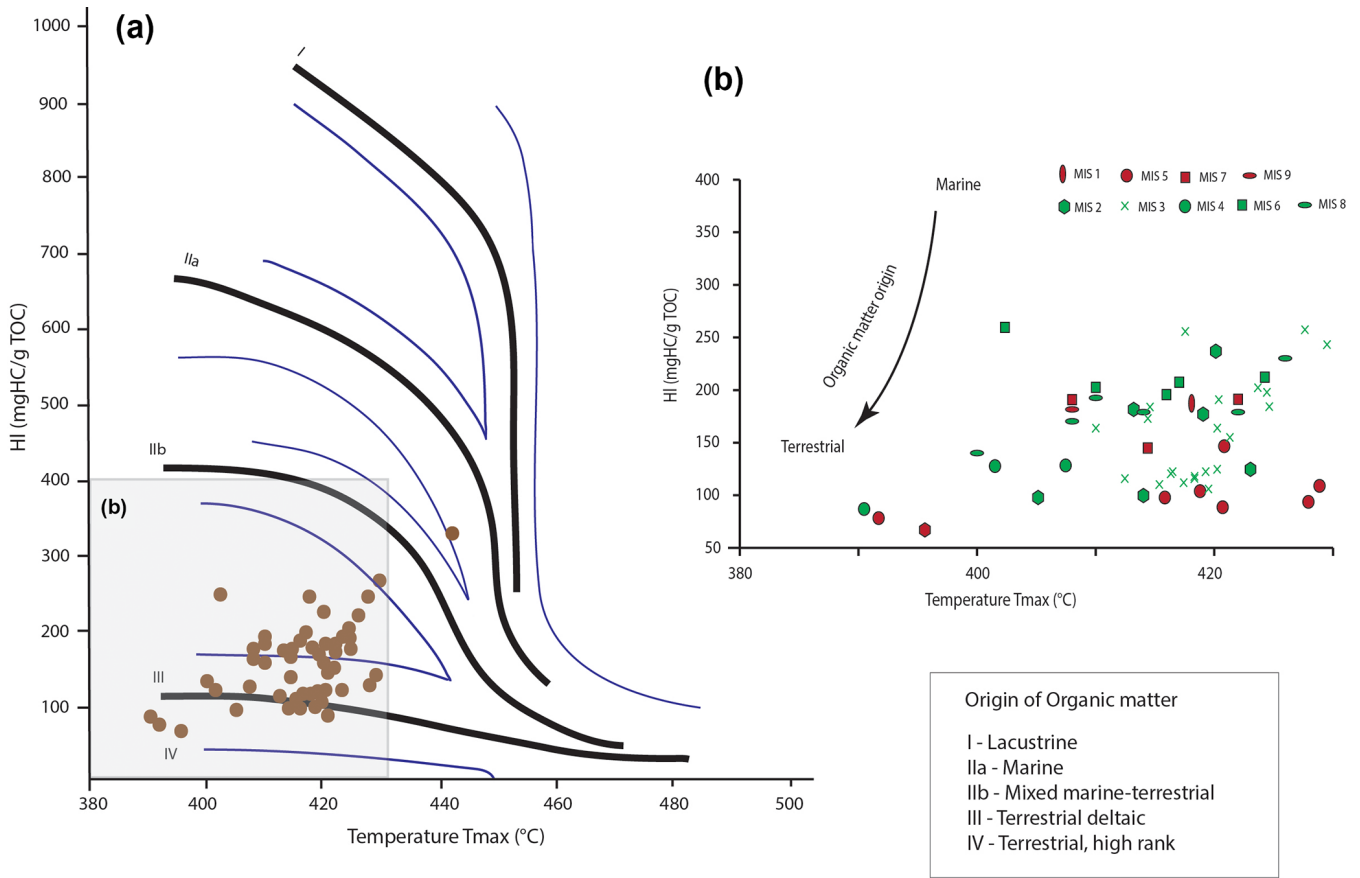 (a)
HI (mgHC/g TOC)
1000
900
800
700
600
500
400
300
200
100
I
IIa
IIb
III
IV
(b)
380
400
420
440
460
480
500
Temperature Tmax (°C)
(b)
HI (mgHC/g TOC)
400
350
300
250
200
150
100
50
Marine
Organic matter origin
Terrestrial
MIS 1
MIS 5
MIS 7
MIS 9
MIS 2
MIS 3
MIS 4
MIS 6
MIS 8
380
400
420
Temperature Tmax (°C)
Origin of Organic matter
I - Lacustrine
IIa - Marine
IIb - Mixed marine-terrestrial
III - Terrestrial deltaic
IV - Terrestrial, high rank